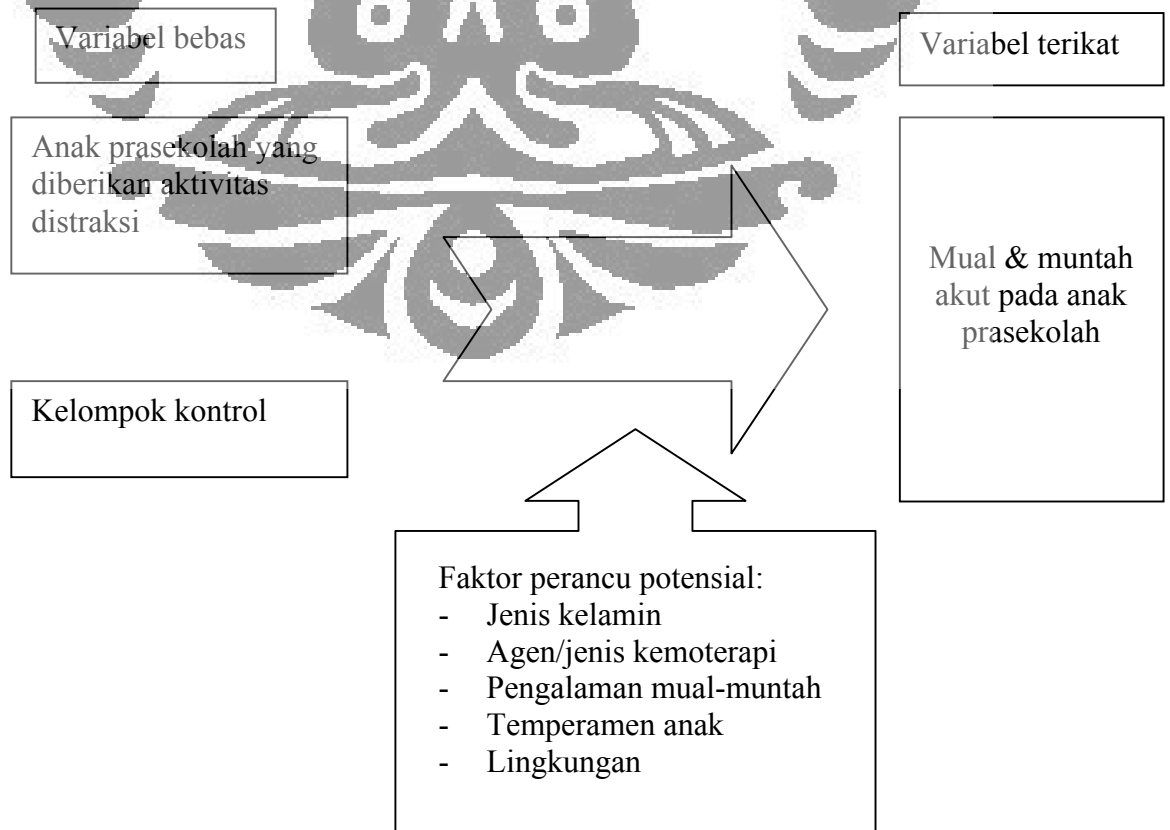 Variabel bebas
Variabel terikat
Anak prasekolah yang
diberikan aktivitas
distraksi
Mual & muntah
akut pada anak
prasekolah
Kelompok kontrol
Faktor perancu potensial:
- Jenis kelamin
- Agen/jenis kemoterapi
- Pengalaman mual-muntah
- Temperamen anak
- Lingkungan